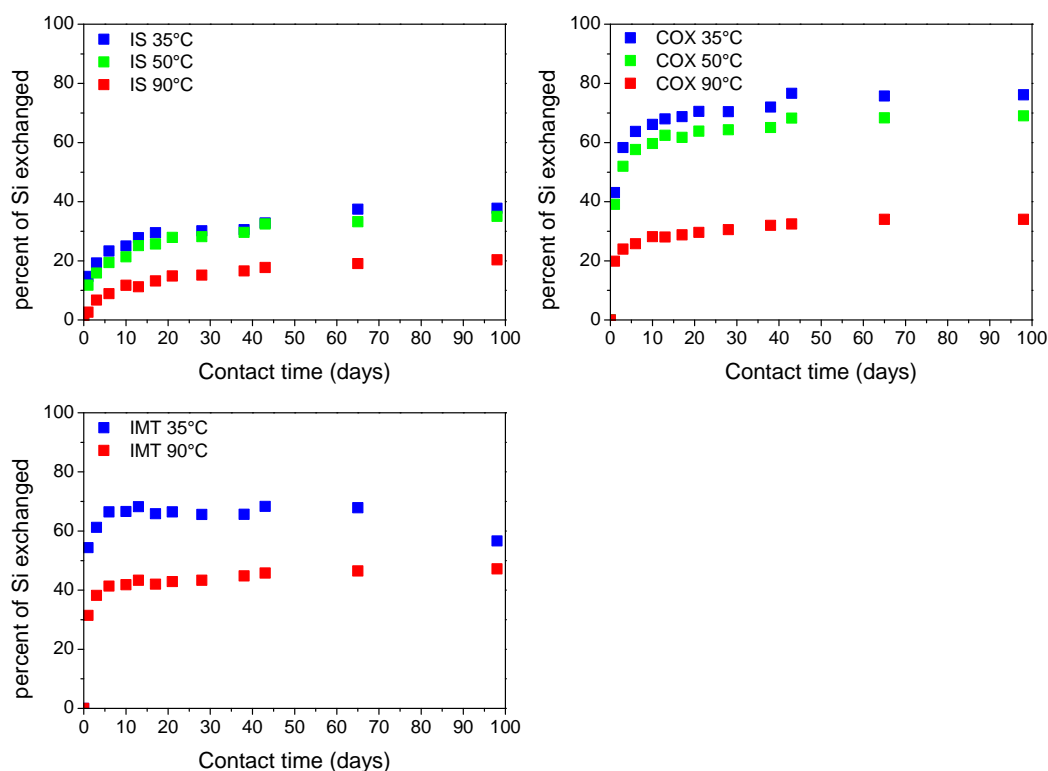 percent of Si exchanged
100
80
60
40
20
0
IS 35°C
IS 50°C
IS 90°C
0 10 20 30 40 50 60 70 80 90 100
Contact time (days)
percent of Si exchanged
100
80
60
40
20
0
COX 35°C
COX 50°C
COX 90°C
0 10 20 30 40 50 60 70 80 90 100
Contact time (days)
percent of Si exchanged
100
80
60
40
20
0
IMT 35°C
IMT 90°C
0 10 20 30 40 50 60 70 80 90 100
Contact time (days)